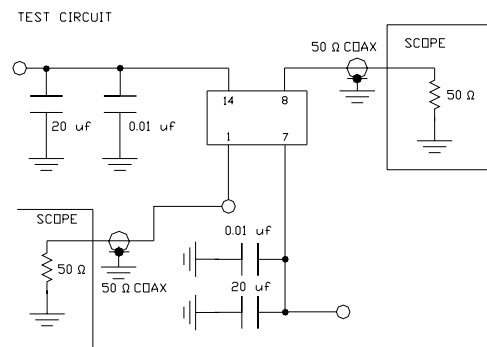 TEST CIRCUIT
50 Ω COAX
SCOPE
14
8
50 Ω
20 uf
0.01 uf
1
7
SCOPE
0.01 uf
50 Ω
50 Ω COAX
20 uf